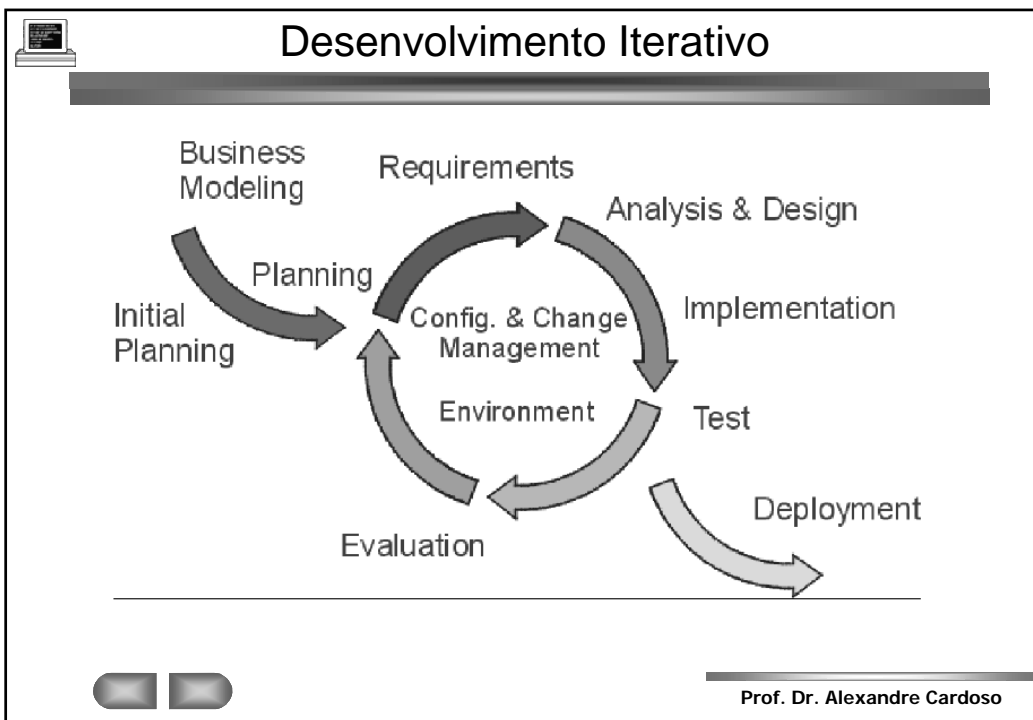 Desenvolvimento Iterativo
Business
Modeling
Requirements
Analysis & Design
Planning
Initial
Planning
Config. & Change
Management
Implementation
Environment
Test
Deployment
Evaluation
Prof. Dr. Alexandre Cardoso